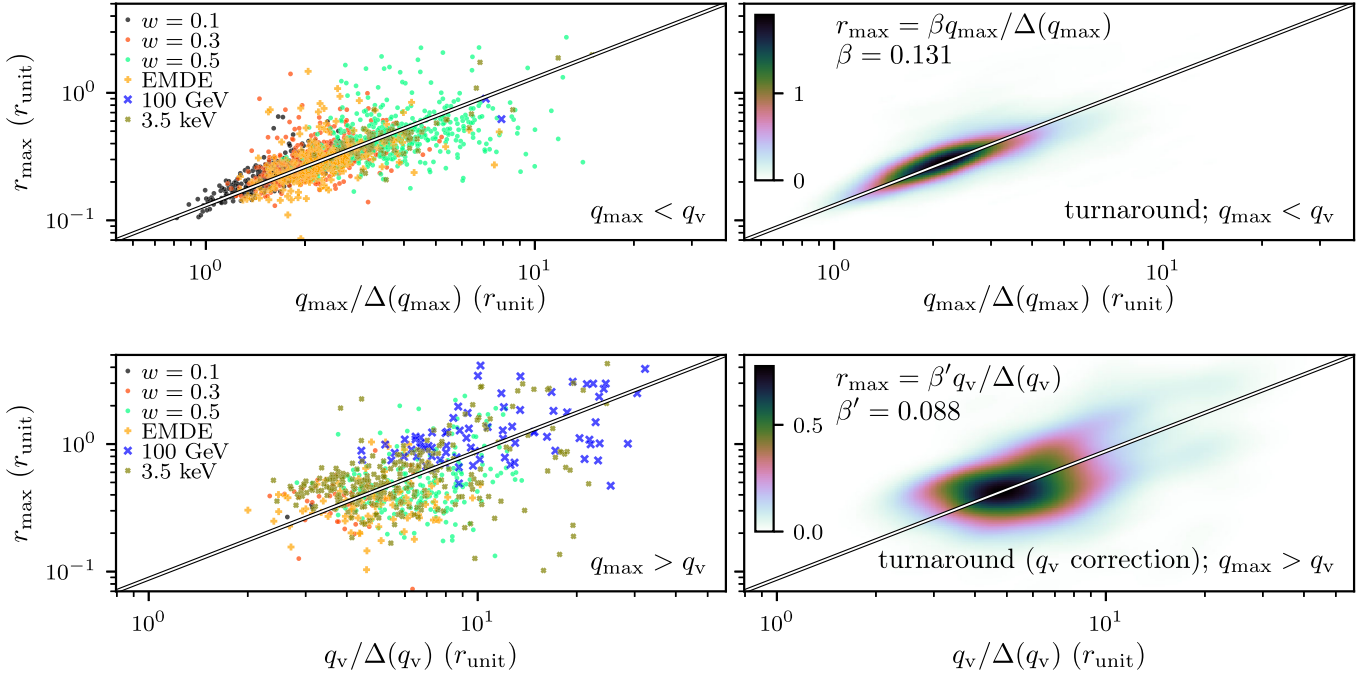 w = 0.1
w = 0.3
w = 0.5
EMDE
100 GeV
3.5 keV
q_max < q_v
10^0
10^−1
r_max (r_unit)
10^0
10^1
q_max/Δ(q_max) (r_unit)
r_max = βq_max/Δ(q_max)
β = 0.131
1
0
turnaround; q_max < q_v
10^0
10^1
q_max/Δ(q_max) (r_unit)
w = 0.1
w = 0.3
w = 0.5
EMDE
100 GeV
3.5 keV
q_max > q_v
10^0
10^−1
r_max (r_unit)
10^0
10^1
q_v/Δ(q_v) (r_unit)
r_max = β′q_v/Δ(q_v)
β′ = 0.088
0.5
0.0
turnaround (q_v correction); q_max > q_v
10^0
10^1
q_v/Δ(q_v) (r_unit)